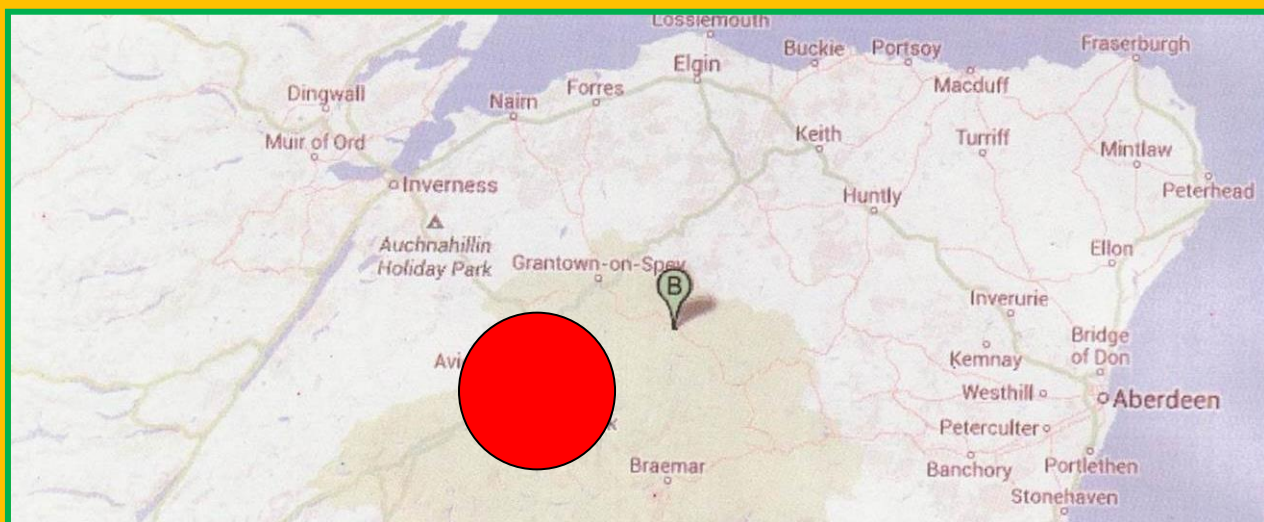 Lossiemouth
Buckie
Portsoy
Fraserburgh
Elgin
Macduff
Dingwall
Nairn
Forres
Muir of Ord
Keith
Turriff
Mintlaw
Inverness
Peterhead
Huntly
Auchnahillin
Holiday Park
Ellon
Grantown-on-Spey
B
Inverurie
Bridge
of Don
Kemnay
Avi
Westhill
Aberdeen
Peterculter
Braemar
Banchory
Portlethen
Stonehaven